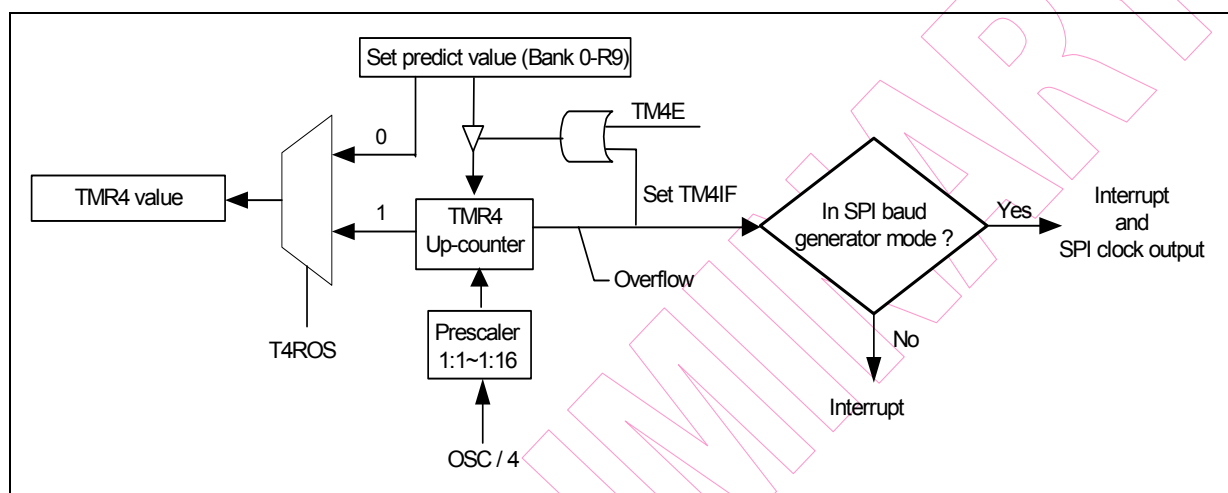 Set predict value (Bank 0-R9)
0
TM4E
TMR4 value
Set TM4IF
1
TMR4
Up-counter
In SPI baud
generator mode ?
Yes
Interrupt
and
SPI clock output
Overflow
T4ROS
Prescaler
1:1~1:16
No
Interrupt
OSC / 4